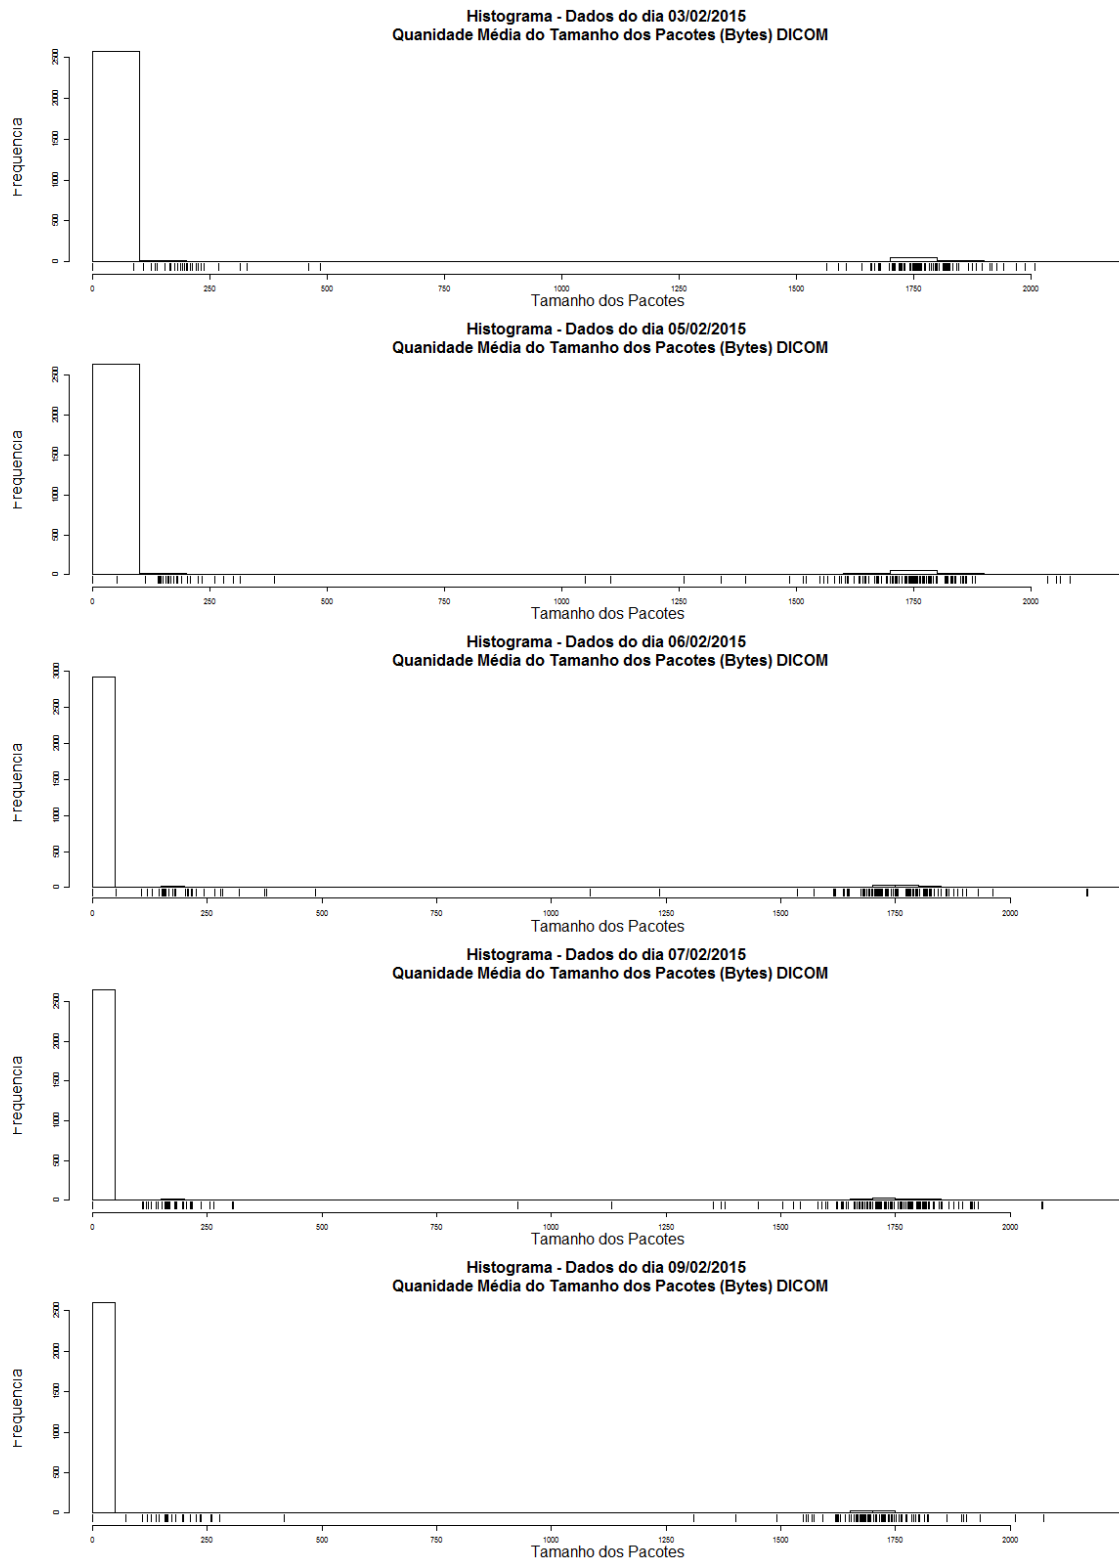 Histograma - Dados do dia 03/02/2015
Quanidade Média do Tamanho dos Pacotes (Bytes) DICOM
Frequencia
2500
2000
1500
1000
500
0
0 250 500 750 1000 1250 1500 1750 2000
Tamanho dos Pacotes
Histograma - Dados do dia 05/02/2015
Quanidade Média do Tamanho dos Pacotes (Bytes) DICOM
Frequencia
2500
2000
1500
1000
500
0
0 250 500 750 1000 1250 1500 1750 2000
Tamanho dos Pacotes
Histograma - Dados do dia 06/02/2015
Quanidade Média do Tamanho dos Pacotes (Bytes) DICOM
Frequencia
3000
2500
2000
1500
1000
500
0
0 250 500 750 1000 1250 1500 1750 2000
Tamanho dos Pacotes
Histograma - Dados do dia 07/02/2015
Quanidade Média do Tamanho dos Pacotes (Bytes) DICOM
Frequencia
2500
2000
1500
1000
500
0
0 250 500 750 1000 1250 1500 1750 2000
Tamanho dos Pacotes
Histograma - Dados do dia 09/02/2015
Quanidade Média do Tamanho dos Pacotes (Bytes) DICOM
Frequencia
2500
2000
1500
1000
500
0
0 250 500 750 1000 1250 1500 1750 2000
Tamanho dos Pacotes